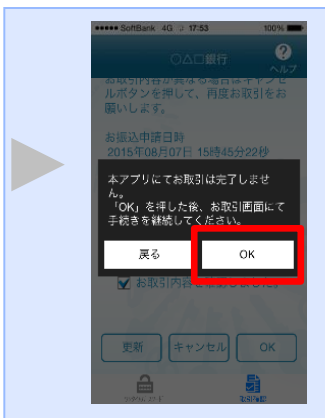 SoftBank 4G 17:53 100%
○△□銀行
?
ヘルプ
お取引内容が異なる場合はキャンセ
ルボタンを押して、再度お取引をお
願いします。
お振込申請日時
2015年08月07日 15時45分22秒
本アプリにてお取引は完了しませ
ん。
「OK」を押した後、お取引画面にて
手続きを継続してください。
戻る OK
お取引内容を確認しました。
更新 キャンセル OK